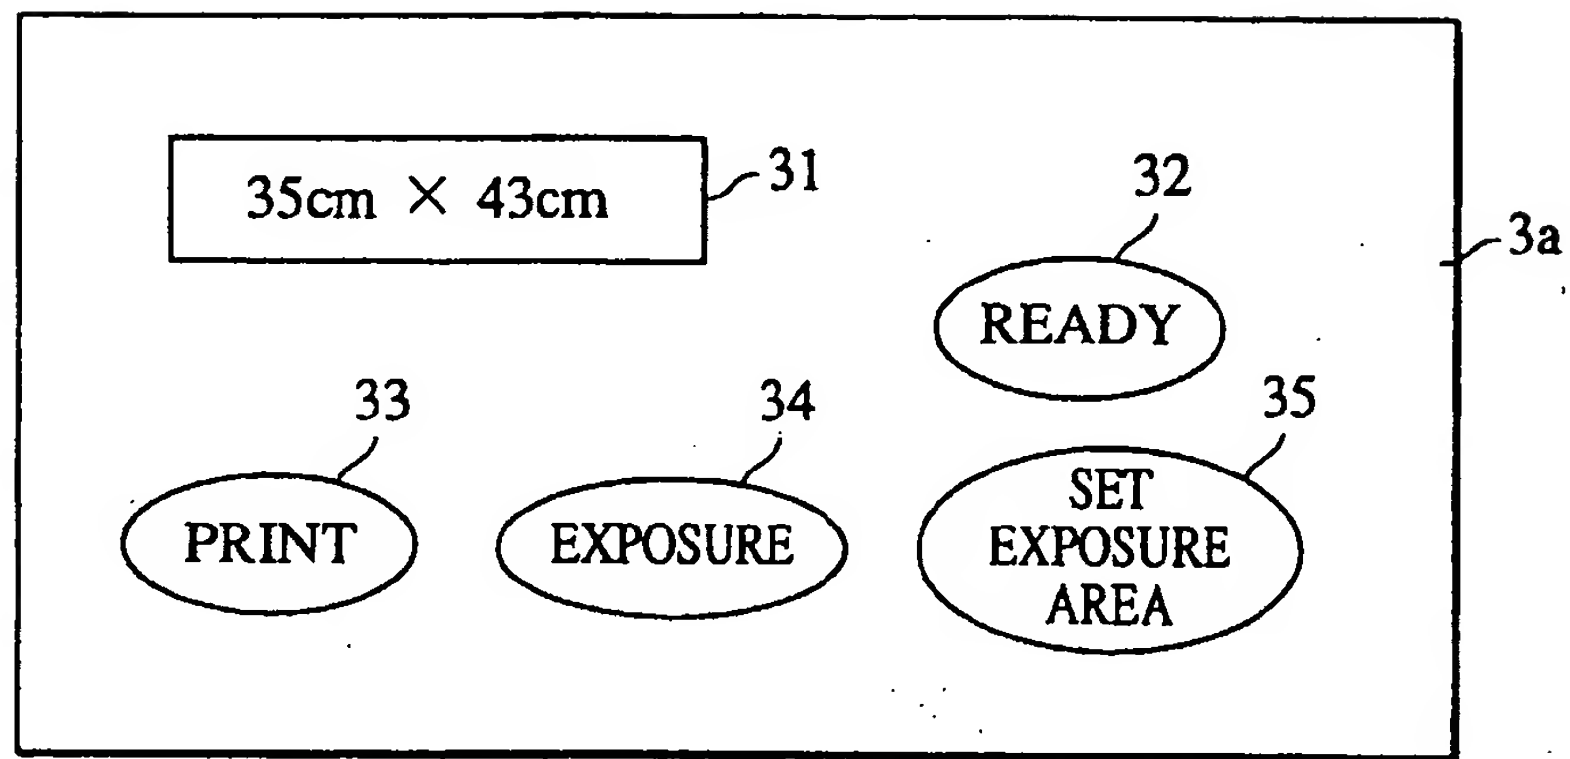 35cm × 43cm
31
32
3a
READY
33
34
35
PRINT
EXPOSURE
SET
EXPOSURE
AREA